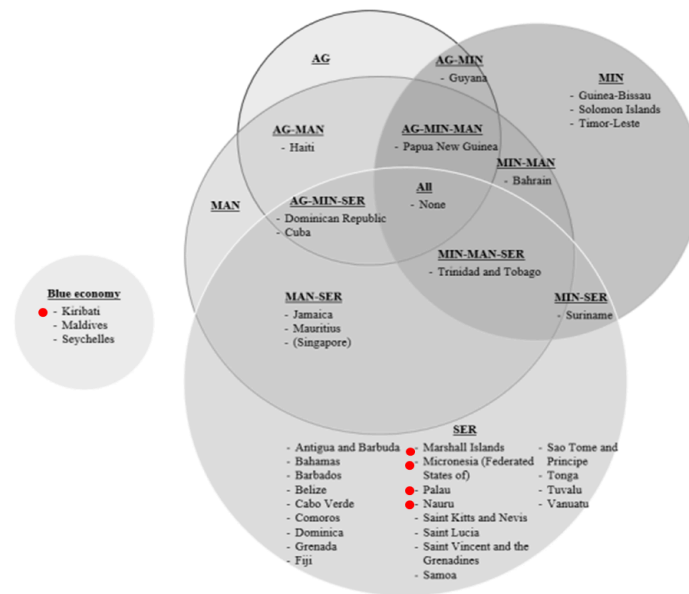 AG
AG-MIN
- Guyana
MIN
- Guinea-Bissau
- Solomon Islands
- Timor-Leste
AG-MAN
- Haiti
AG-MIN-MAN
- Papua New Guinea
MIN-MAN
- Bahrain
MAN
AG-MIN-SER
- Dominican Republic
- Cuba
All
- None
MIN-MAN-SER
- Trinidad and Tobago
Blue economy
- Kiribati
- Maldives
- Seychelles
MAN-SER
- Jamaica
- Mauritius
- (Singapore)
MIN-SER
- Suriname
SER
- Antigua and Barbuda
- Bahamas
- Barbados
- Belize
- Cabo Verde
- Comoros
- Dominica
- Grenada
- Fiji
- Marshall Islands
- Micronesia (Federated
States of)
- Palau
- Nauru
- Saint Kitts and Nevis
- Saint Lucia
- Saint Vincent and the
Grenadines
- Samoa
- Sao Tome and
Principe
- Tonga
- Tuvalu
- Vanuatu